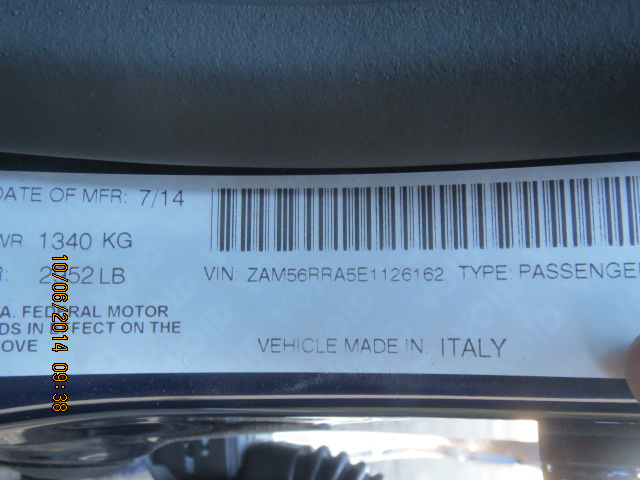 DATE OF MFR: 7/14
WR 1340 KG
R: 2952 LB
VIN: ZAM56RRA5E1126162 TYPE: PASSENGE
A. FEDERAL MOTOR
DS IN EFFECT ON THE
OVE
VEHICLE MADE IN: ITALY
10/06/2014 09:38